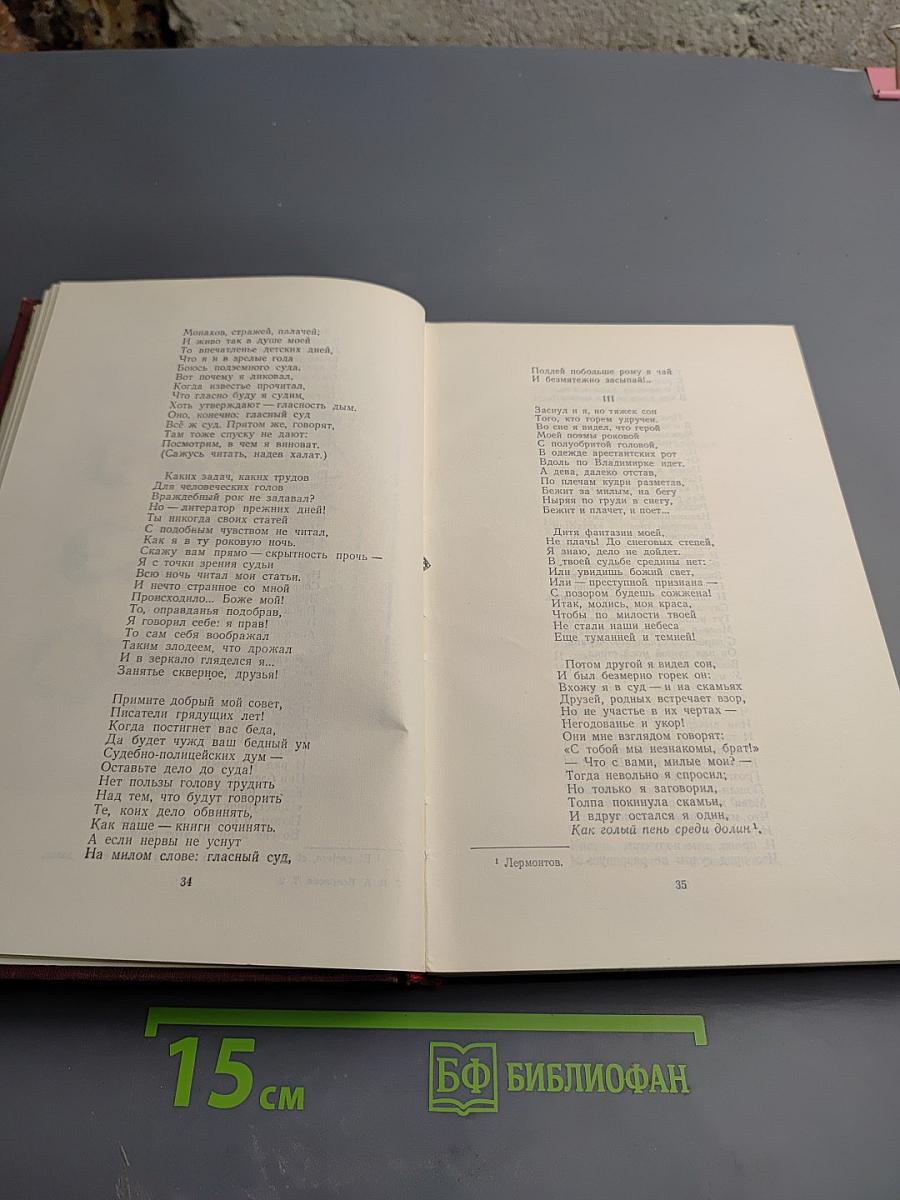 Монахов, стражей, палачей;
И живо так в душе моей
То впечатленье детских дней,
Что я и в зрелые года
Боюсь подземного суда.
Вот почему я ликовал,
Когда известье прочитал,
Что гласно буду я судим,
Хоть утверждают — гласность дым.
Оно, конечно: гласный суд
Всё ж суд. Притом же, говорят,
Там тоже спуску не дают:
Посмотрим, в чем я виноват.
(Сажусь читать, надев халат.)
Каких задач, каких трудов
Для человеческих голов
Враждебный рок не задавал?
Но — литератор прежних дней!
Ты никогда своих статей
С подобным чувством не читал,
Как я в ту роковую ночь.
Скажу вам прямо — скрытность прочь —
Я с точки зрения судьи
Всю ночь читал мои статьи.
И нечто странное со мной
Происходило... Боже мой!
То, оправданья подобрав,
Я говорил себе: я прав!
То сам себя воображал
Таким злодеем, что дрожал
И в зеркало гляделся я...
Занятье скверное, друзья!
Примите добрый мой совет,
Писатели грядущих лет!
Когда постигнет вас беда,
Да будет чужд ваш бедный ум
Судебно-полицейских дум —
Оставьте дело до суда!
Нет пользы голову трудить
Над тем, что будут говорить
Те, коих дело обвинять,
Как наше — книги сочинять.
А если нервы не уснут
На милом слове: гласный суд,
34
Подлей побольше рому в чай
И безмятежно засыпай!..
III
Заснул и я, но тяжек сон
Того, кто горем удручен.
Во сне я видел, что герой
Моей поэмы роковой
С полуобритой головой,
В одежде арестантских рот
Вдоль по Владимирке идет.
А дева, далеко отстав,
По плечам кудри разметав,
Бежит за милым, на бегу
Ныряя по груди в снегу,
Бежит и плачет, и поет...
Дитя фантазии моей,
Не плачь! До снеговых степей,
Я знаю, дело не дойдет.
В твоей судьбе средины нет:
Или увидишь божий свет,
Или — преступной признана —
С позором будешь сожжена!
Итак, молись, моя краса,
Чтобы по милости твоей
Не стали наши небеса
Еще туманней и темней!
Потом другой я видел сон,
И был безмерно горек он:
Вхожу я в суд — и на скамьях
Друзей, родных встречает взор,
Но не участье в их чертах —
Негодованье и укор!
Они мне взглядом говорят:
«С тобой мы незнакомы, брат!»
— Что с вами, милые мои? —
Тогда невольно я спросил;
Но только я заговорил,
Толпа покинула скамьи,
И вдруг остался я один,
Как голый пень среди долин¹.
¹ Лермонтов.
35
15 см
БФ БИБЛИОФАН